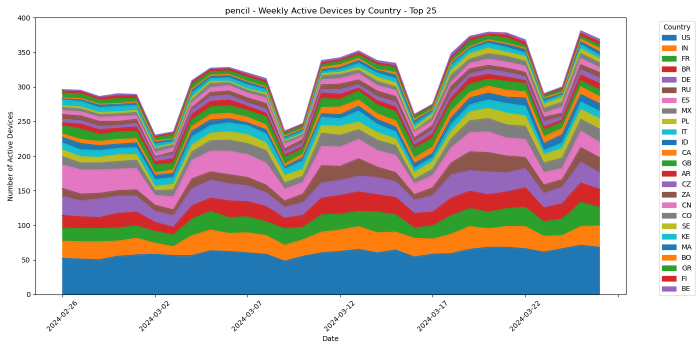 pencil - Weekly Active Devices by Country - Top 25
400
350
300
250
200
150
100
50
0
Number of Active Devices
2024-02-26
2024-03-02
2024-03-07
2024-03-12
2024-03-17
2024-03-22
Date
Country
US
IN
FR
BR
DE
RU
ES
MX
PL
IT
ID
CA
GB
AR
CZ
ZA
CN
CO
SE
KE
MA
BO
GR
FI
BE